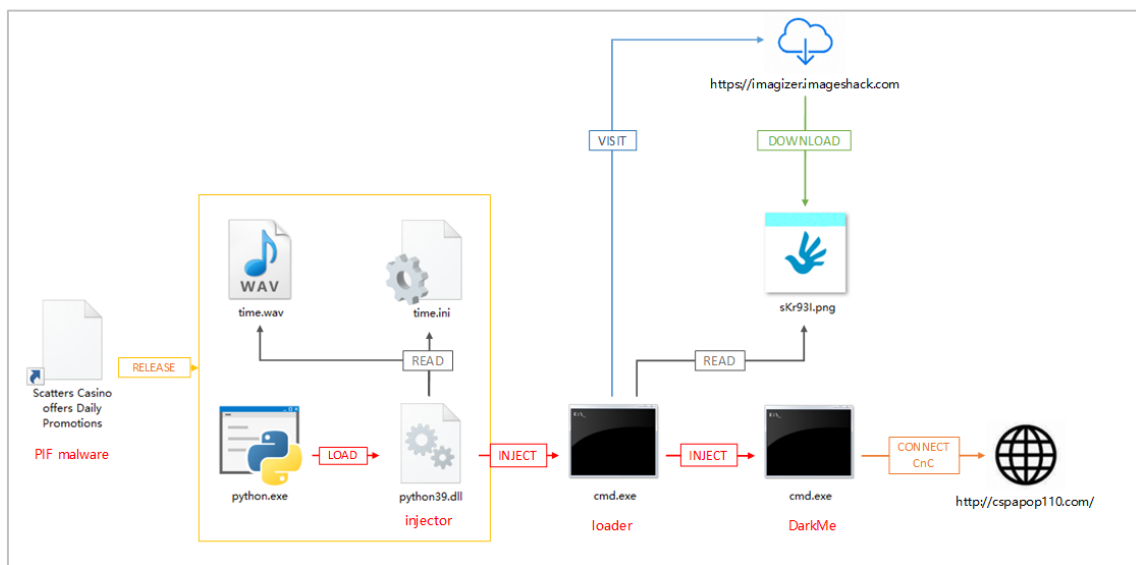 https://imagizer.imageshack.com
VISIT
DOWNLOAD
WAV
time.wav
time.ini
sKr93I.png
READ
READ
RELEASE
Scatters Casino
offers Daily
Promotions
PIF malware
LOAD
INJECT
INJECT
CONNECT
CnC
python.exe
python39.dll
cmd.exe
cmd.exe
http://cspapop110.com/
injector
loader
DarkMe